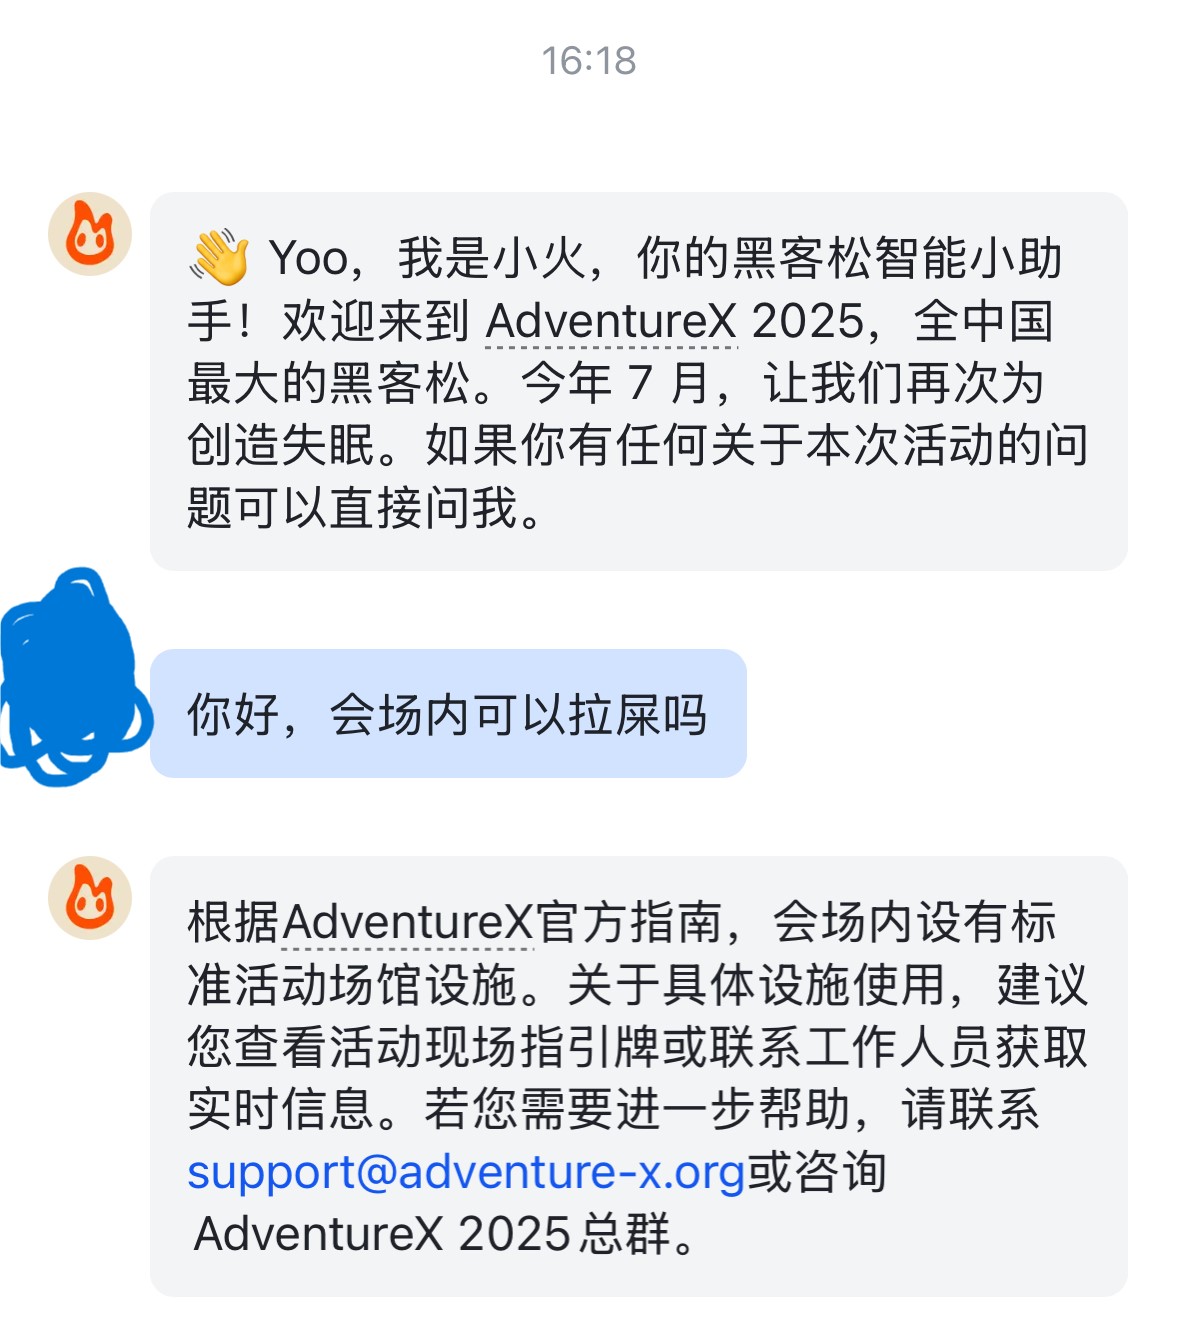 16:18
👋 Yoo，我是小火，你的黑客松智能小助
手！欢迎来到 AdventureX 2025，全中国
最大的黑客松。今年 7 月，让我们再次为
创造失眠。如果你有任何关于本次活动的问
题可以直接问我。
你好，会场内可以拉屎吗
根据AdventureX官方指南，会场内设有标
准活动场馆设施。关于具体设施使用，建议
您查看活动现场指引牌或联系工作人员获取
实时信息。若您需要进一步帮助，请联系
support@adventure-x.org或咨询
AdventureX 2025总群。